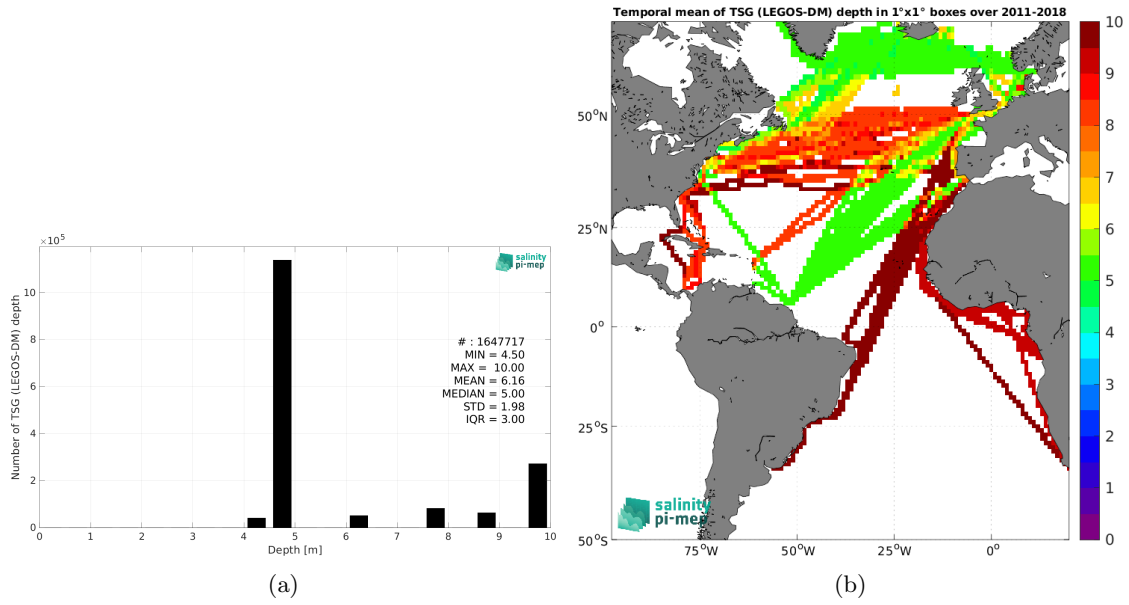 Temporal mean of TSG (LEGOS-DM) depth in 1°x1° boxes over 2011-2018
×10⁵
10
8
6
4
2
0
Number of TSG (LEGOS-DM) depth
salinity
pi-mep
# : 1647717
MIN = 4.50
MAX = 10.00
MEAN = 6.16
MEDIAN = 5.00
STD = 1.98
IQR = 3.00
0 1 2 3 4 5 6 7 8 9 10
Depth [m]
(a)
50°N
25°N
0°
25°S
50°S
salinity
pi-mep
75°W 50°W 25°W 0°
10
9
8
7
6
5
4
3
2
1
0
(b)